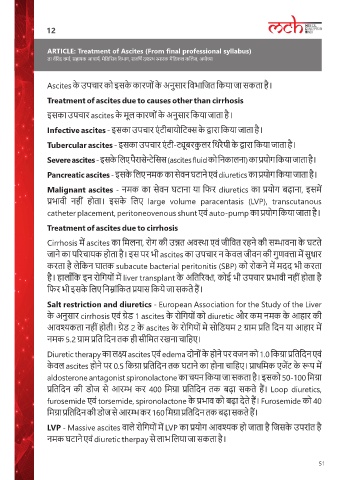 12
mch
ARTICLE: Treatment of Ascites (From final professional syllabus)
Ascites के उपचार को इसके कारणों के अनुसार विभाजित किया जा सकता है।
Treatment of ascites due to causes other than cirrhosis
इसका उपचार ascites के मूल कारणों के अनुसार किया जाता है।
Infective ascites - इसका उपचार एंटीबायोटिक्स के द्वारा किया जाता है।
Tubercular ascites - इसका उपचार एंटी-ट्यूबरकुलर थिरेपी के द्वारा किया जाता है।
Severe ascites - इसके लिए पैरासेन्टेसिस (ascites fluid को निकालना) का प्रयोग किया जाता है।
Pancreatic ascites - इसके लिए नमक का सेवन घटाने एवं diuretics का प्रयोग किया जाता है।
Malignant ascites - नमक का सेवन घटाना या फिर diuretics का प्रयोग बढ़ाना, इसमें
प्रभावी नहीं होता। इसके लिए large volume paracentasis (LVP), transcutanous
catheter placement, peritoneovenous shunt एवं auto-pump का प्रयोग किया जाता है।
Treatment of ascites due to cirrhosis
Cirrhosis में ascites का मिलना, रोग की उन्नत अवस्था एवं जीवित रहने की सम्भावना के घटते
जाने का परिचायक होता है। इस पर भी ascites का उपचार न केवल जीवन की गुणवत्ता में सुधार
करता है लेकिन घातक subacute bacterial peritonitis (SBP) को रोकने में मदद भी करता
है। हालाँकि इन रोगियों में liver transplant के अतिरिक्त, कोई भी उपचार प्रभावी नहीं होता है
फिर भी इसके लिए निम्नांकित प्रयास किये जा सकते हैं।
Salt restriction and diuretics - European Association for the Study of the Liver
के अनुसार cirrhosis एवं ग्रेड 1 ascites के रोगियों को diuretic और कम नमक के आहार की
आवश्यकता नहीं होती। ग्रेड 2 के ascites के रोगियों में सोडियम 2 ग्राम प्रति दिन या आहार में
नमक 5.2 ग्राम प्रति दिन तक ही सीमित रखना चाहिए।
Diuretic therapy का लक्ष्य ascites एवं edema दोनों के होने पर वजन को 1.0 किग्रा प्रतिदिन एवं
केवल ascites होने पर 0.5 किग्रा प्रतिदिन तक घटाने का होना चाहिए। प्राथमिक एजेंट के रूप में
aldosterone antagonist spironolactone का चयन किया जा सकता है। इसको 50-100 मिग्रा
प्रतिदिन की डोज से आरम्भ कर 400 मिग्रा प्रतिदिन तक बढ़ा सकते हैं। Loop diuretics,
furosemide एवं torsemide, spironolactone के प्रभाव को बढ़ा देते हैं। Furosemide को 40
मिग्रा प्रतिदिन की डोज से आरम्भ कर 160 मिग्रा प्रतिदिन तक बढ़ा सकते हैं।
LVP - Massive ascites वाले रोगियों में LVP का प्रयोग आवश्यक हो जाता है जिसके उपरांत है
नमक घटाने एवं diuretic therpay से लाभ लिया जा सकता है।
51